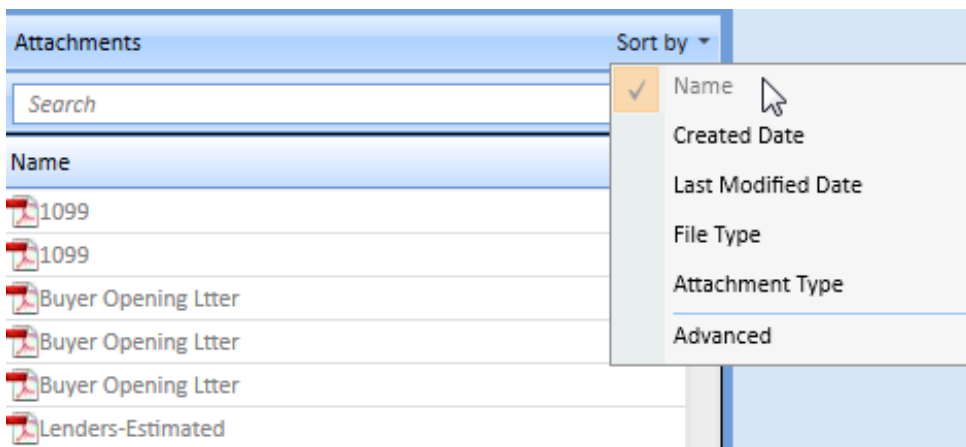 Attachments
Sort by
Search
Name
1099
1099
Buyer Opening Ltter
Buyer Opening Ltter
Buyer Opening Ltter
Lenders-Estimated
Name
Created Date
Last Modified Date
File Type
Attachment Type
Advanced